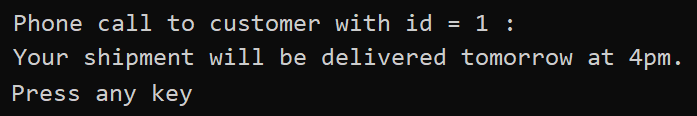 Phone call to customer with id = 1 :
Your shipment will be delivered tomorrow at 4pm.
Press any key